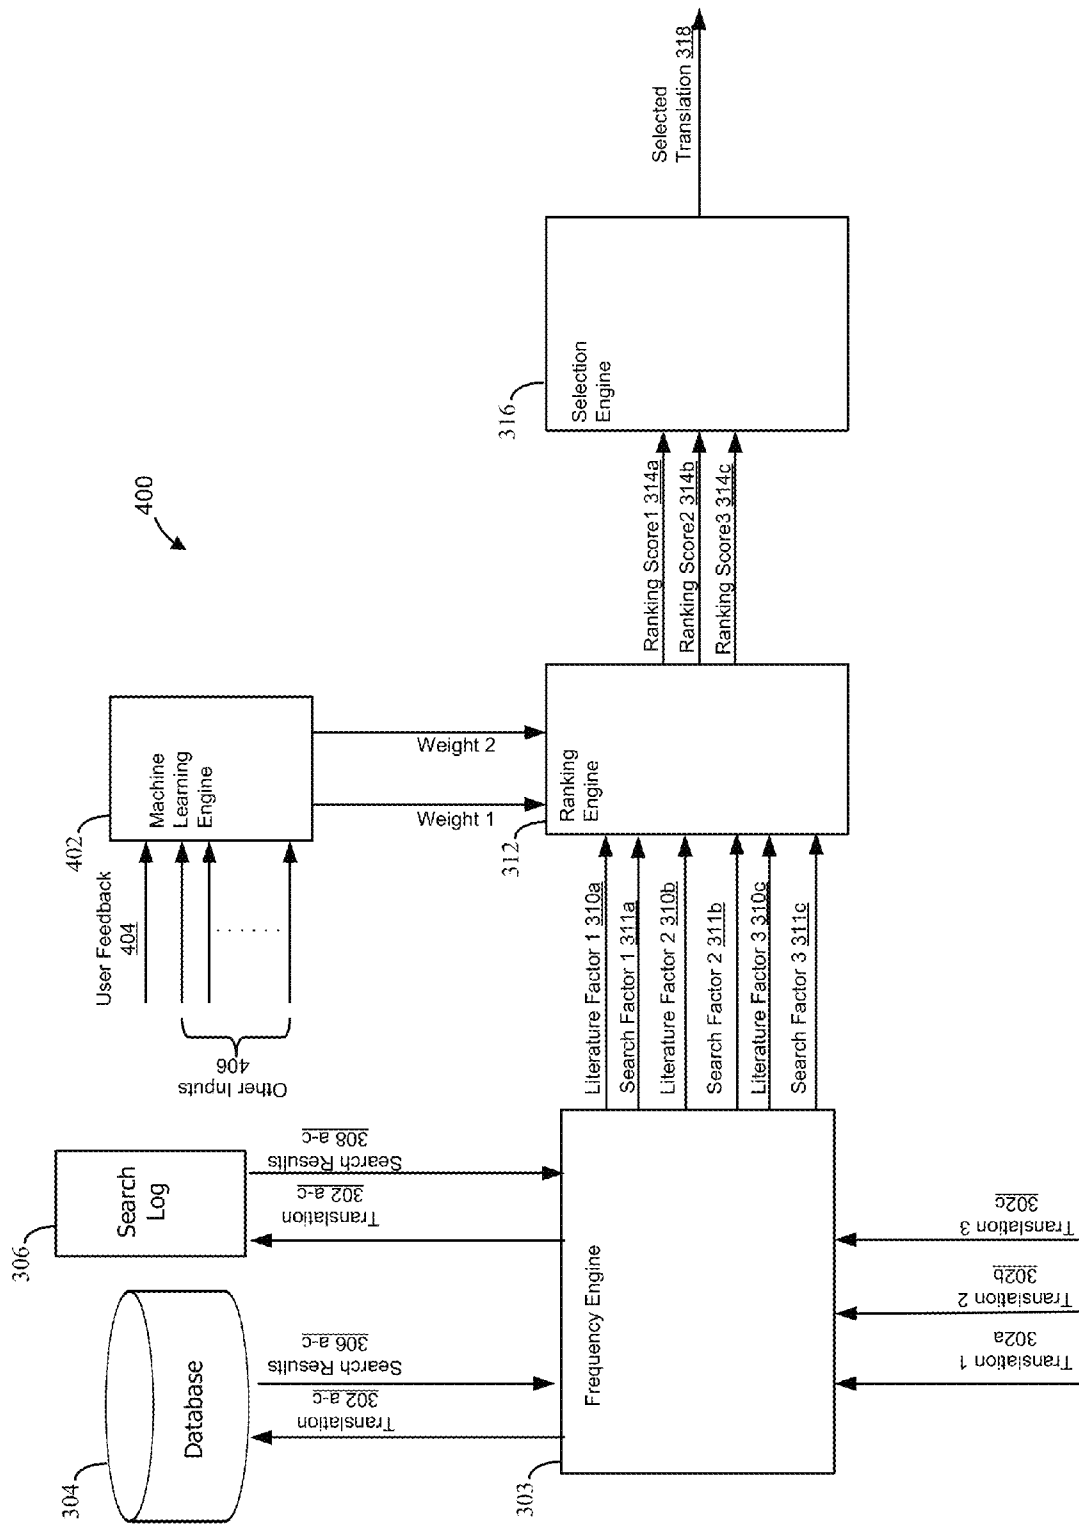 400
304
Database
306
Search
Log
Translation
302 a-c
Search Results
306 a-c
Translation
302 a-c
Search Results
308 a-c
303
Frequency Engine
Translation 1
302a
Translation 2
302b
Translation 3
302c
User Feedback
404
Other Inputs
406
402
Machine
Learning
Engine
Weight 1
Weight 2
Literature Factor 1 310a
Search Factor 1 311a
Literature Factor 2 310b
Search Factor 2 311b
Literature Factor 3 310c
Search Factor 3 311c
312
Ranking
Engine
Ranking Score1 314a
Ranking Score2 314b
Ranking Score3 314c
316
Selection
Engine
Selected
Translation 318